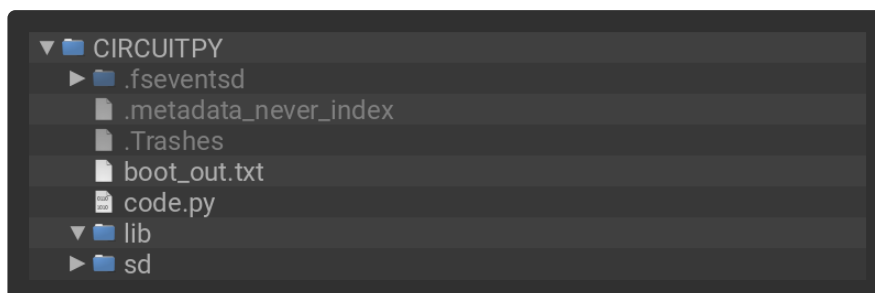 CIRCUITPY
.fseventsd
.metadata_never_index
.Trashes
boot_out.txt
code.py
lib
sd